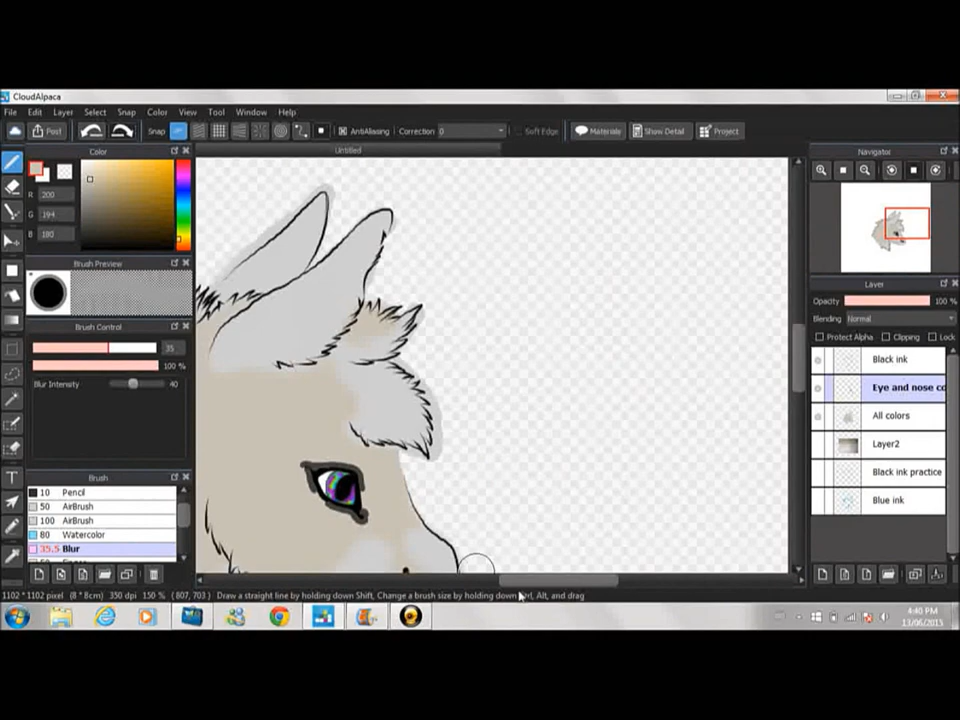 CloudAlpaca
File Edit Layer Select Snap Color View Tool Window Help
Post Snap AntiAliasing Correction 0 Soft Edge Materials Show Detail Project
Color
Untitled
Navigator
R 200
G 194
B 180
Brush Preview
Layer
Opacity 100 %
Brush Control
Blending Normal
35
Protect Alpha Clipping Lock
100 %
Blur Intensity 40
Black ink
Eye and nose co
All colors
Layer2
Black ink practice
Blue ink
Brush
10 Pencil
50 AirBrush
100 AirBrush
80 Watercolor
35.5 Blur
1102 * 1102 pixel (8 * 8cm) 350 dpi 150 % (807, 703) Draw a straight line by holding down Shift, Change a brush size by holding down Ctrl, Alt, and drag
4:40 PM
13/06/2015